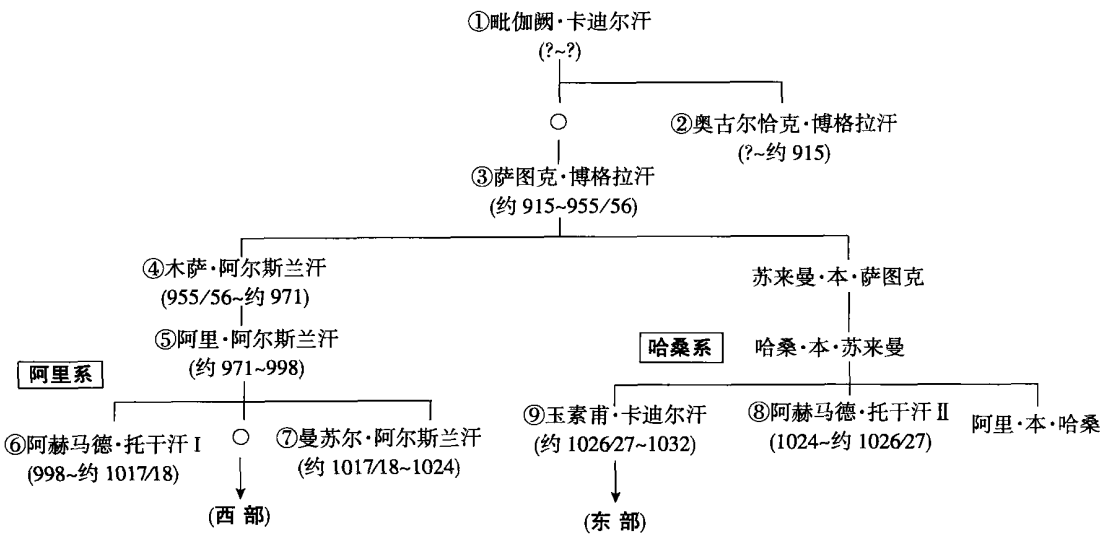 ①毗伽阙·卡迪尔汗
(?~?)
②奥古尔恰克·博格拉汗
(?~约 915)
③萨图克·博格拉汗
(约 915~955/56)
④木萨·阿尔斯兰汗
(955/56~约 971)
苏来曼·本·萨图克
⑤阿里·阿尔斯兰汗
(约 971~998)
哈桑系
哈桑·本·苏来曼
阿里系
⑥阿赫马德·托干汗 I
(998~约 1017/18)
⑦曼苏尔·阿尔斯兰汗
(约 1017/18~1024)
⑨玉素甫·卡迪尔汗
(约 1026/27~1032)
⑧阿赫马德·托干汗 II
(1024~约 1026/27)
阿里·本·哈桑
(西 部)
(东 部)